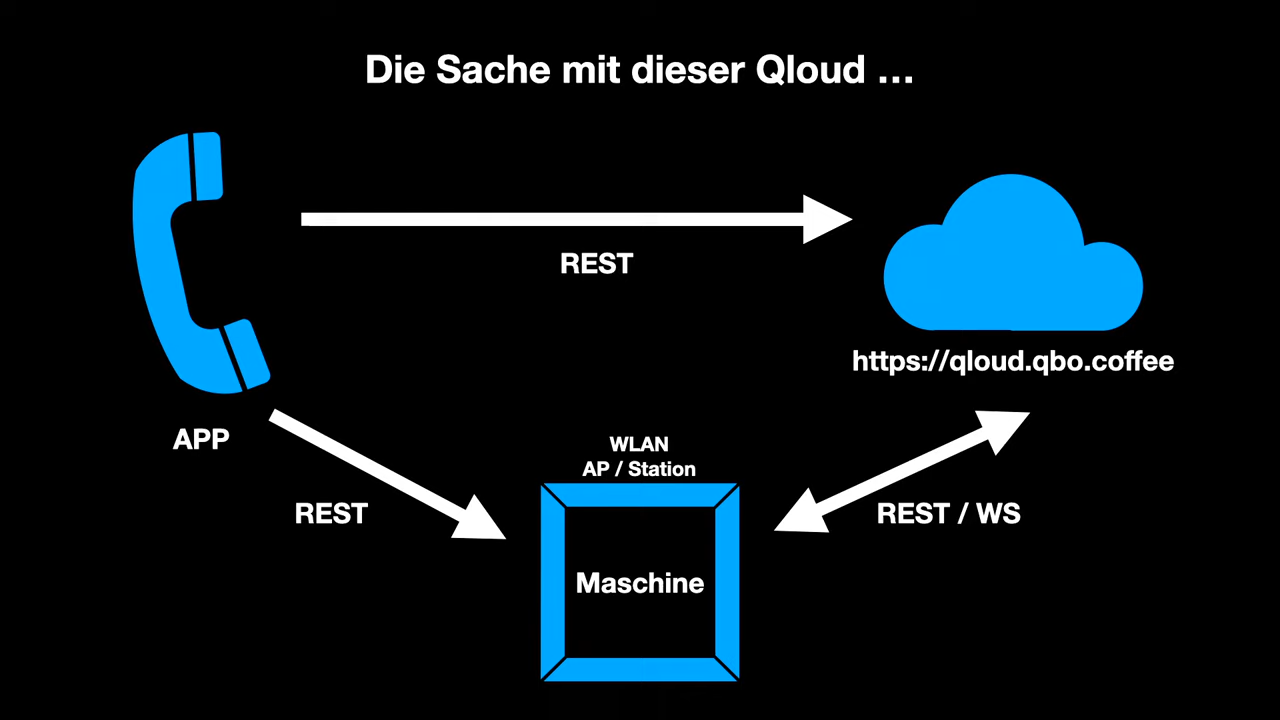 Die Sache mit dieser Qloud ...
REST
https://qloud.qbo.coffee
APP
WLAN
AP / Station
REST
REST / WS
Maschine